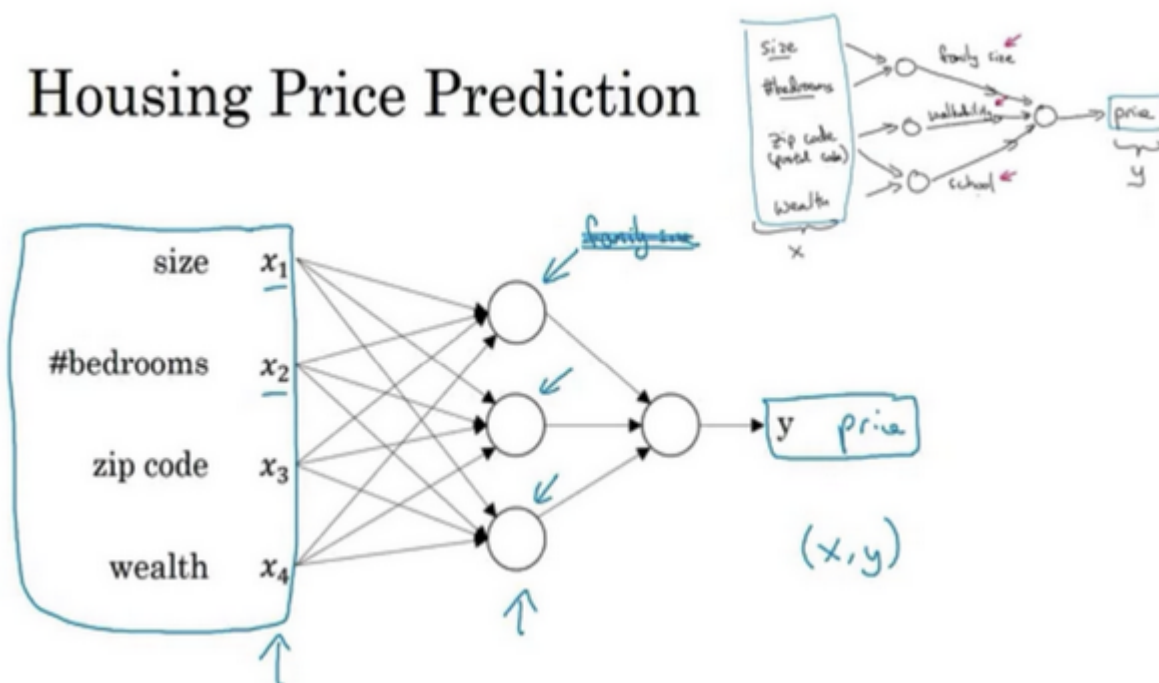 Housing Price Prediction
size
#bedrooms
zip code
(postal code)
wealth
x
family size
walkability
school
price
y
family size
size x₁
#bedrooms x₂
zip code x₃
wealth x₄
y price
(x, y)